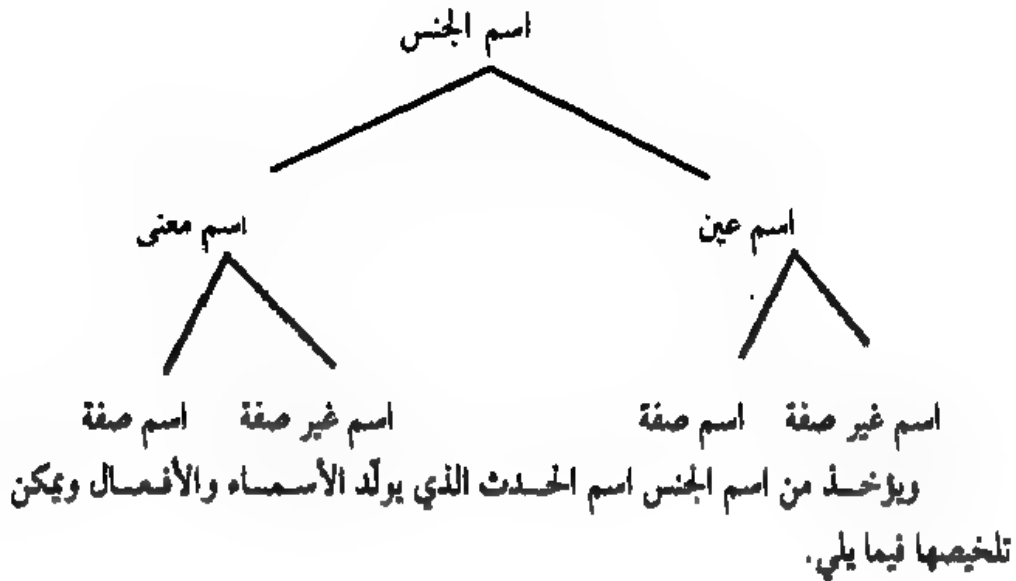 اسم الجنس
اسم عين
اسم معنى
اسم غير صفة
اسم صفة
اسم غير صفة
اسم صفة
ويؤخذ من اسم الجنس اسم الحدث الذي يولّد الأسماء والأفعال ويمكن
تلخيصها فيما يلي.